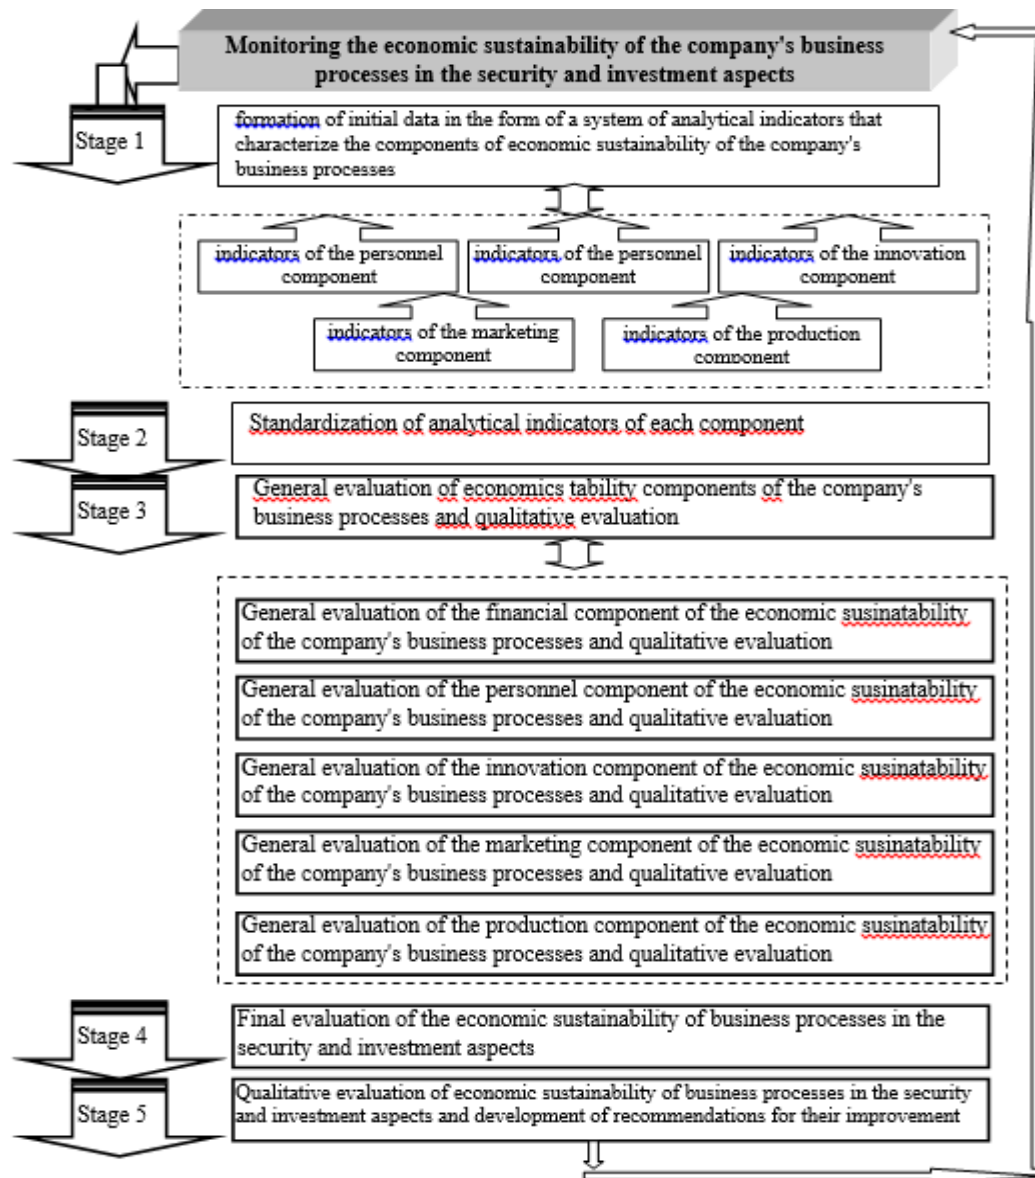 Monitoring the economic sustainability of the company's business
processes in the security and investment aspects
Stage 1
formation of initial data in the form of a system of analytical indicators that
characterize the components of economic sustainability of the company's
business processes
indicators of the personnel
component
indicators of the personnel
component
indicators of the innovation
component
indicators of the marketing
component
indicators of the production
component
Stage 2
Standardization of analytical indicators of each component
Stage 3
General evaluation of economics tability components of the company's
business processes and qualitative evaluation
General evaluation of the financial component of the economic susinatability
of the company's business processes and qualitative evaluation
General evaluation of the personnel component of the economic susinatability
of the company's business processes and qualitative evaluation
General evaluation of the innovation component of the economic susinatability
of the company's business processes and qualitative evaluation
General evaluation of the marketing component of the economic susinatability
of the company's business processes and qualitative evaluation
General evaluation of the production component of the economic susinatability
of the company's business processes and qualitative evaluation
Stage 4
Final evaluation of the economic sustainability of business processes in the
security and investment aspects
Stage 5
Qualitative evaluation of economic sustainability of business processes in the security
and investment aspects and development of recommendations for their improvement